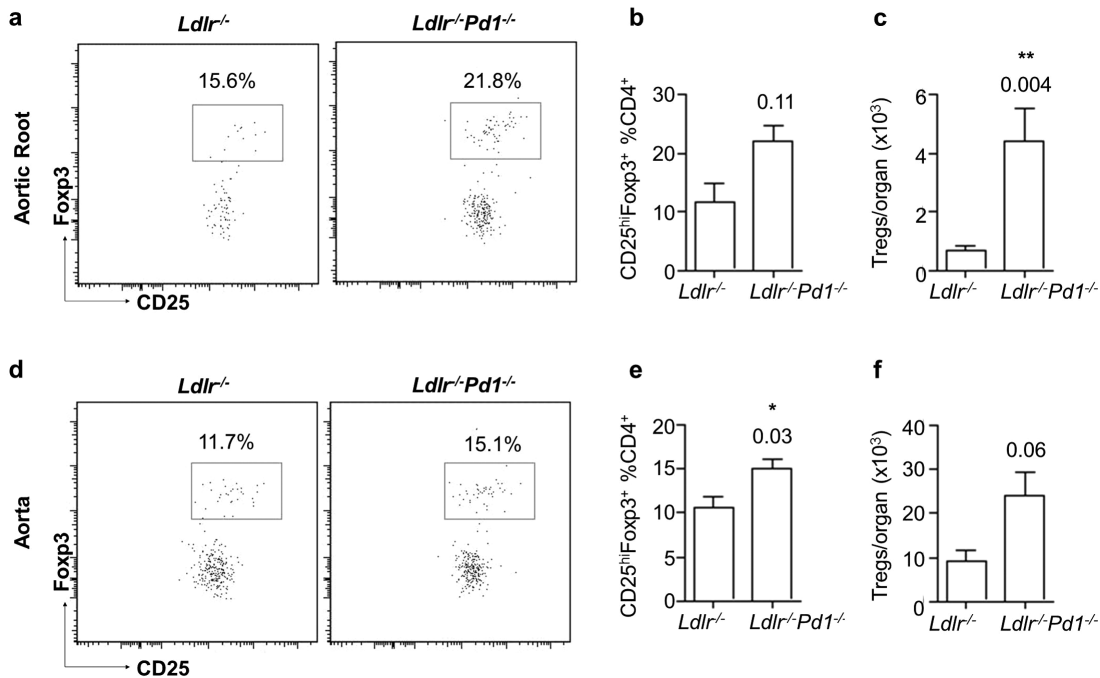 a
Ldlr-/-
Ldlr-/-Pd1-/-
Aortic Root
Foxp3
15.6%
21.8%
CD25
b
CD25hiFoxp3+ %CD4+
30
20
10
0
0.11
Ldlr-/-
Ldlr-/-Pd1-/-
c
Tregs/organ (x103)
6
4
2
0
**
0.004
Ldlr-/-
Ldlr-/-Pd1-/-
d
Ldlr-/-
Ldlr-/-Pd1-/-
Aorta
Foxp3
11.7%
15.1%
CD25
e
CD25hiFoxp3+ %CD4+
20
15
10
5
0
*
0.03
Ldlr-/-
Ldlr-/-Pd1-/-
f
Tregs/organ (x103)
40
30
20
10
0
0.06
Ldlr-/-
Ldlr-/-Pd1-/-